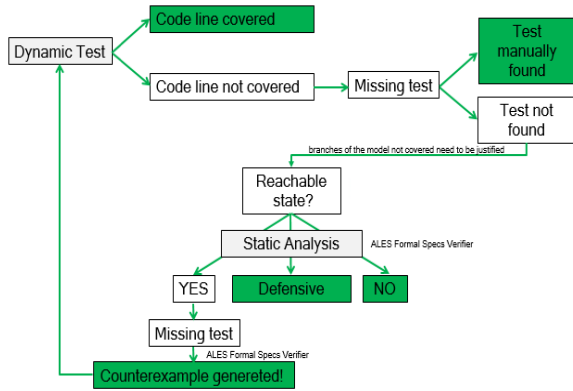 Code line covered
Dynamic Test
Test
manually
found
Code line not covered
Missing test
Test not
found
branches of the model not covered need to be justified
Reachable
state?
Static Analysis
ALES Formal Specs Verifier
YES
Defensive
NO
Missing test
ALES Formal Specs Verifier
Counterexample genereted!